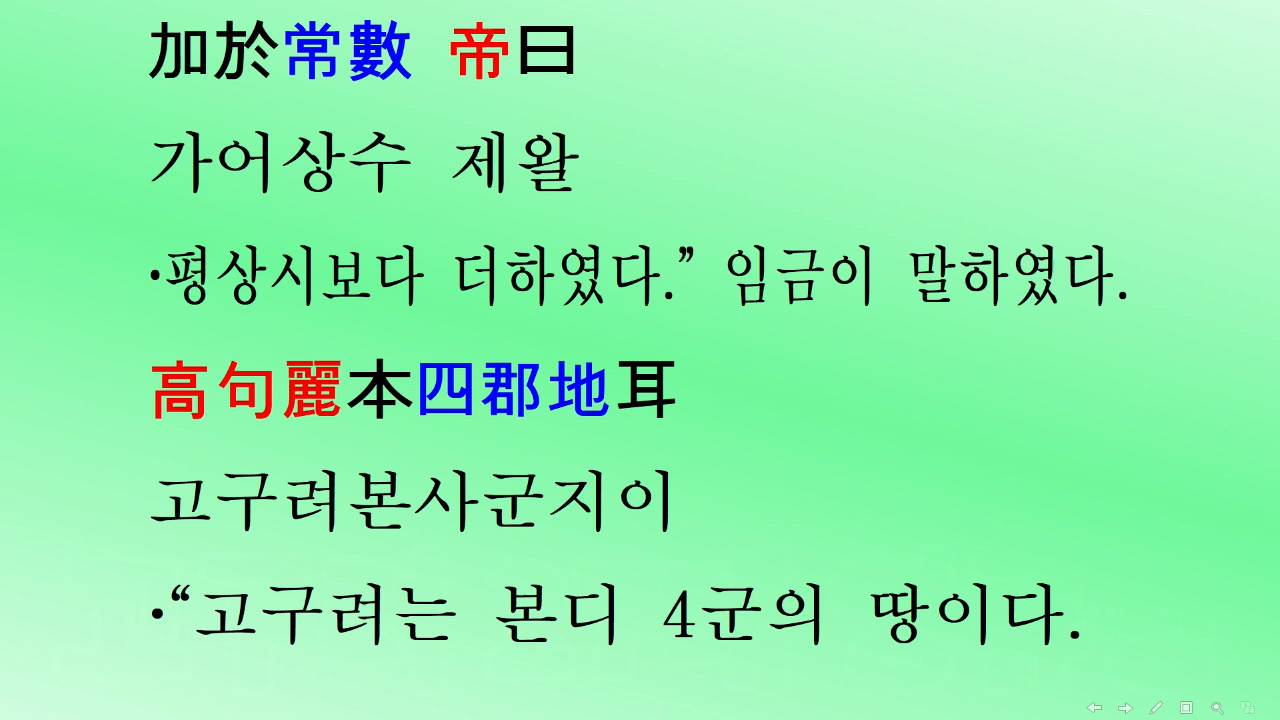 加於常數 帝曰
가어상수 제왈
•평상시보다 더하였다.” 임금이 말하였다.
高句麗本四郡地耳
고구려본사군지이
•“고구려는 본디 4군의 땅이다.